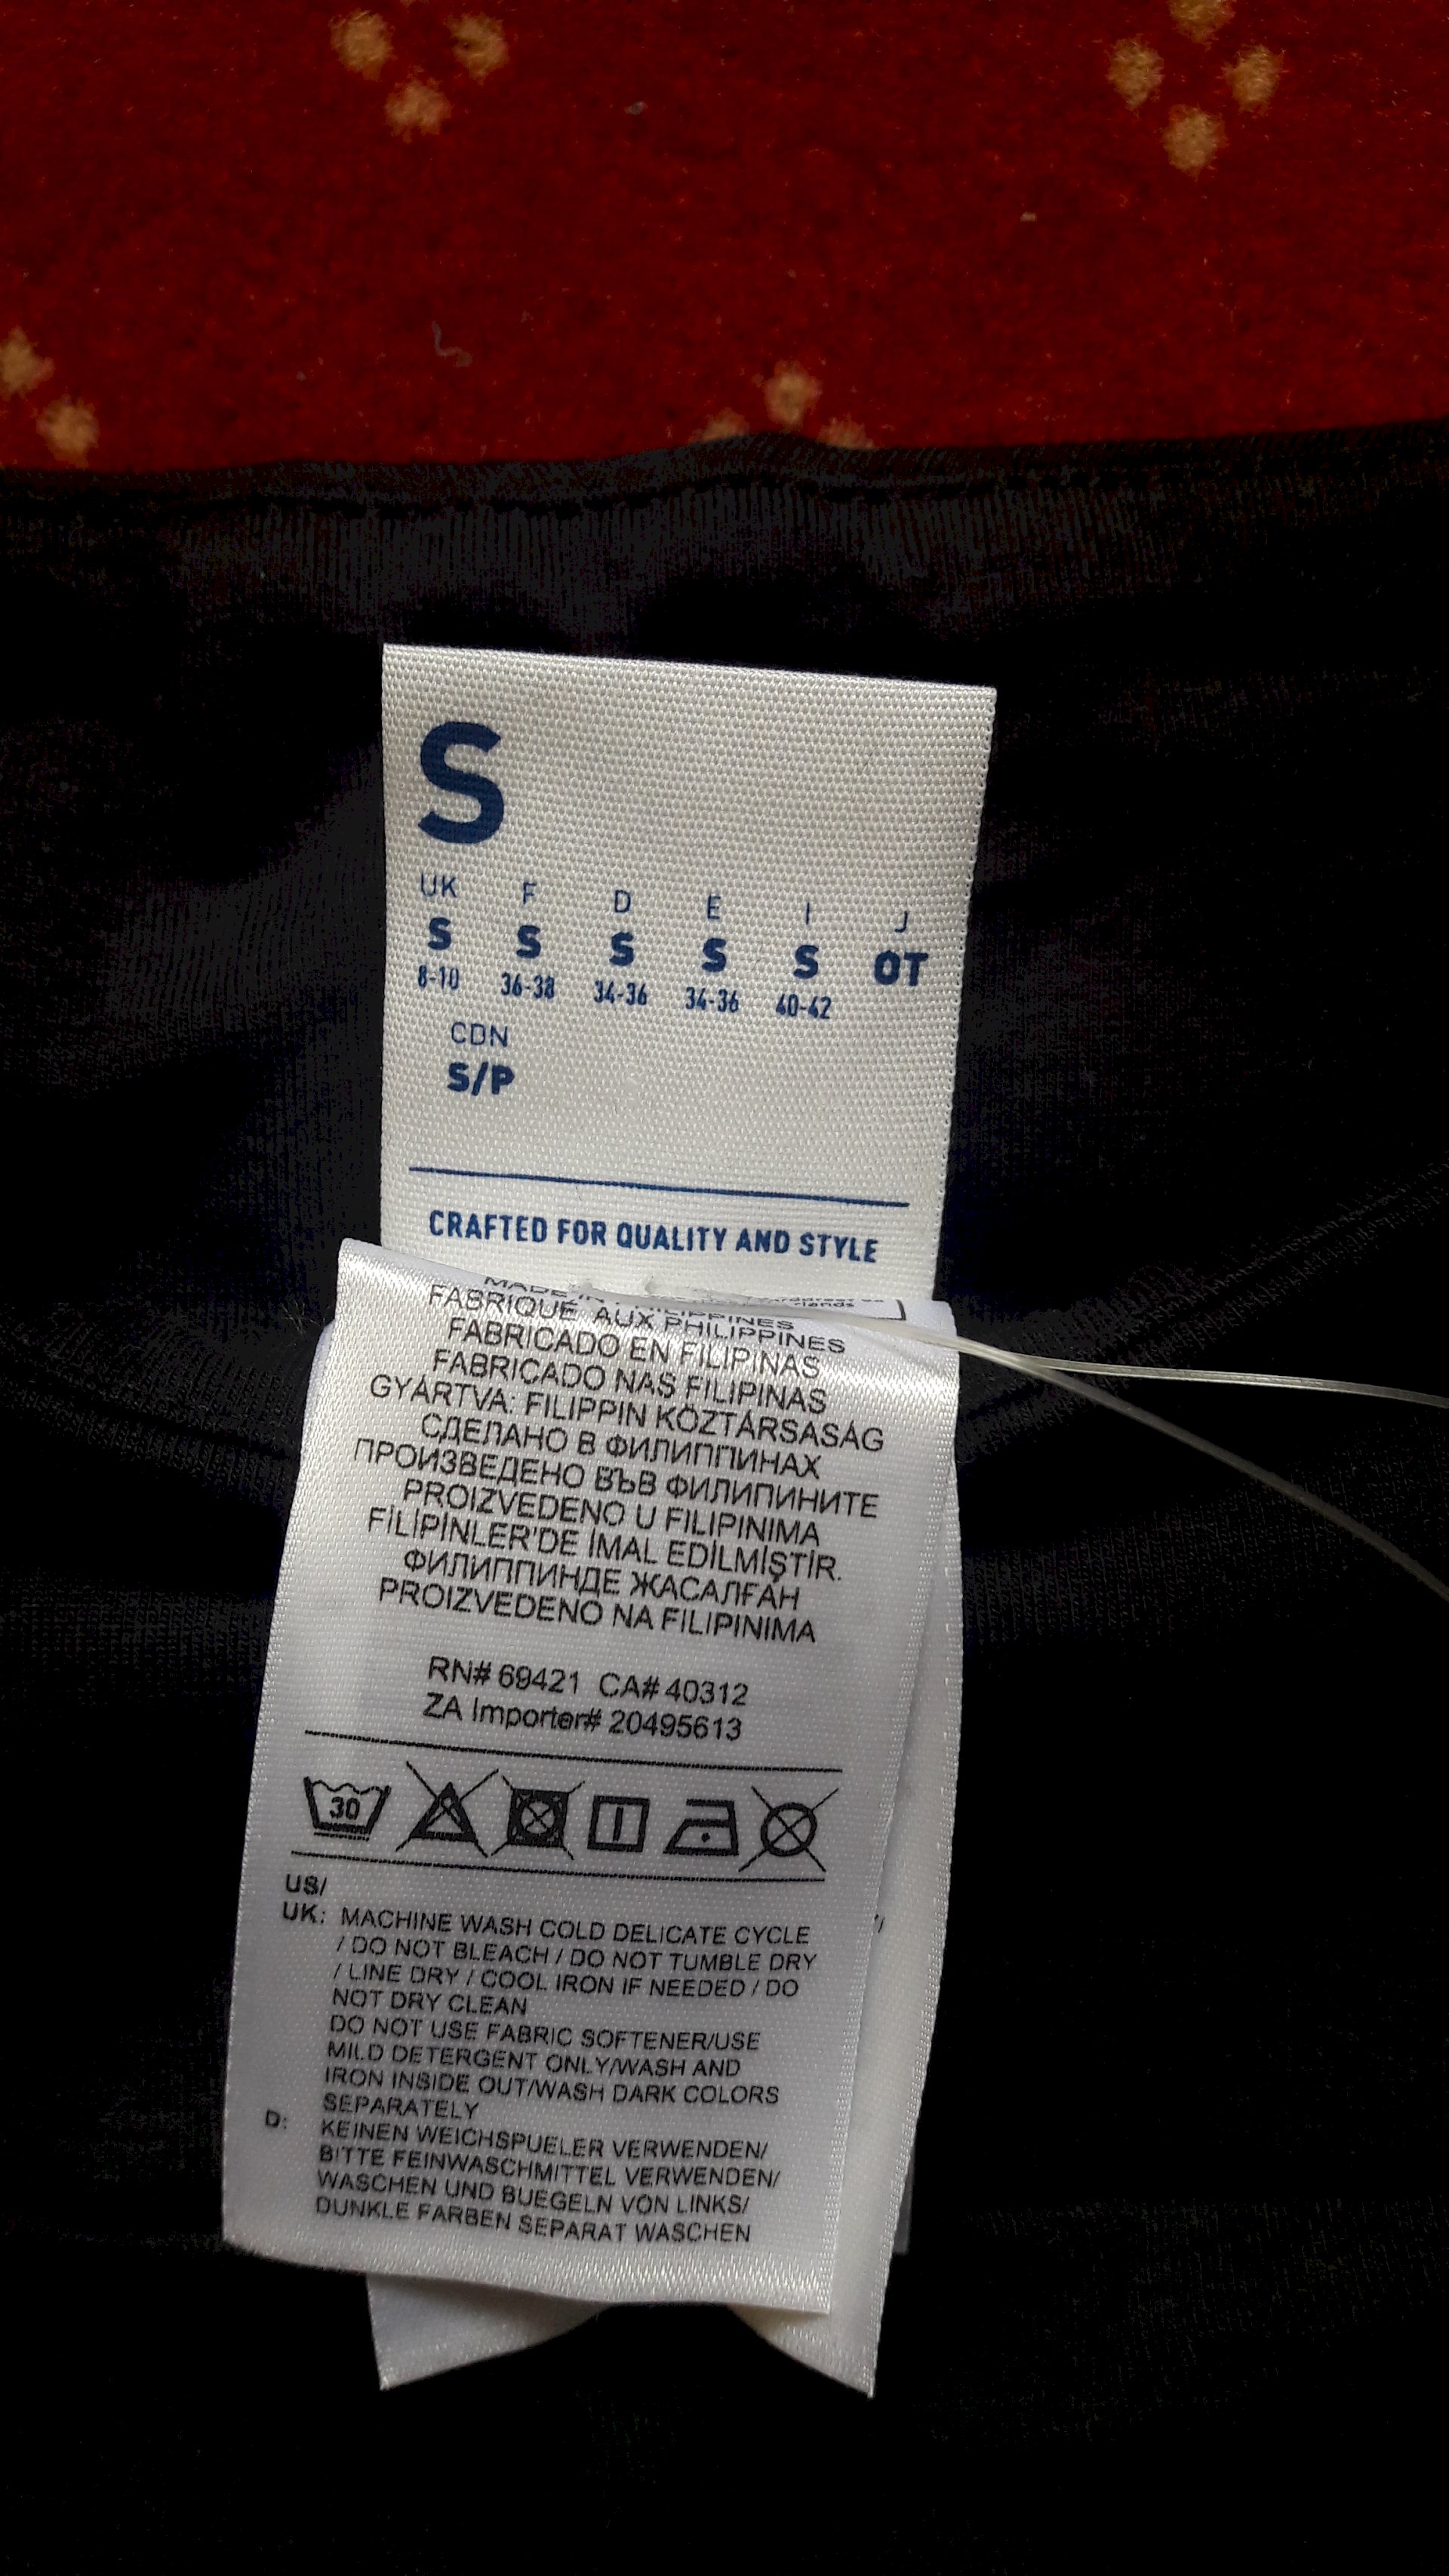 S
UK F D E I J
S S S S S OT
8-10 36-38 34-36 34-36 40-42
CDN
S/P
CRAFTED FOR QUALITY AND STYLE
MADE IN PHILIPPINES
FABRIQUÉ AUX PHILIPPINES
FABRICADO EN FILIPINAS
FABRICADO NAS FILIPINAS
GYÁRTVA: FILIPPIN KÖZTÁRSASÁG
СДЕЛАНО В ФИЛИППИНАХ
ПРОИЗВЕДЕНО ВЪВ ФИЛИПИНИТЕ
PROIZVEDENO U FILIPINIMA
FİLİPİNLER'DE İMAL EDİLMİŞTİR.
ФИЛИППИНДЕ ЖАСАЛҒАН
PROIZVEDENO NA FILIPINIMA
RN# 69421 CA# 40312
ZA Importer# 20495613
30
US/
UK: MACHINE WASH COLD DELICATE CYCLE
/ DO NOT BLEACH / DO NOT TUMBLE DRY
/ LINE DRY / COOL IRON IF NEEDED / DO
NOT DRY CLEAN
DO NOT USE FABRIC SOFTENER/USE
MILD DETERGENT ONLY/WASH AND
IRON INSIDE OUT/WASH DARK COLORS
SEPARATELY
D: KEINEN WEICHSPUELER VERWENDEN/
BITTE FEINWASCHMITTEL VERWENDEN/
WASCHEN UND BUEGELN VON LINKS/
DUNKLE FARBEN SEPARAT WASCHEN